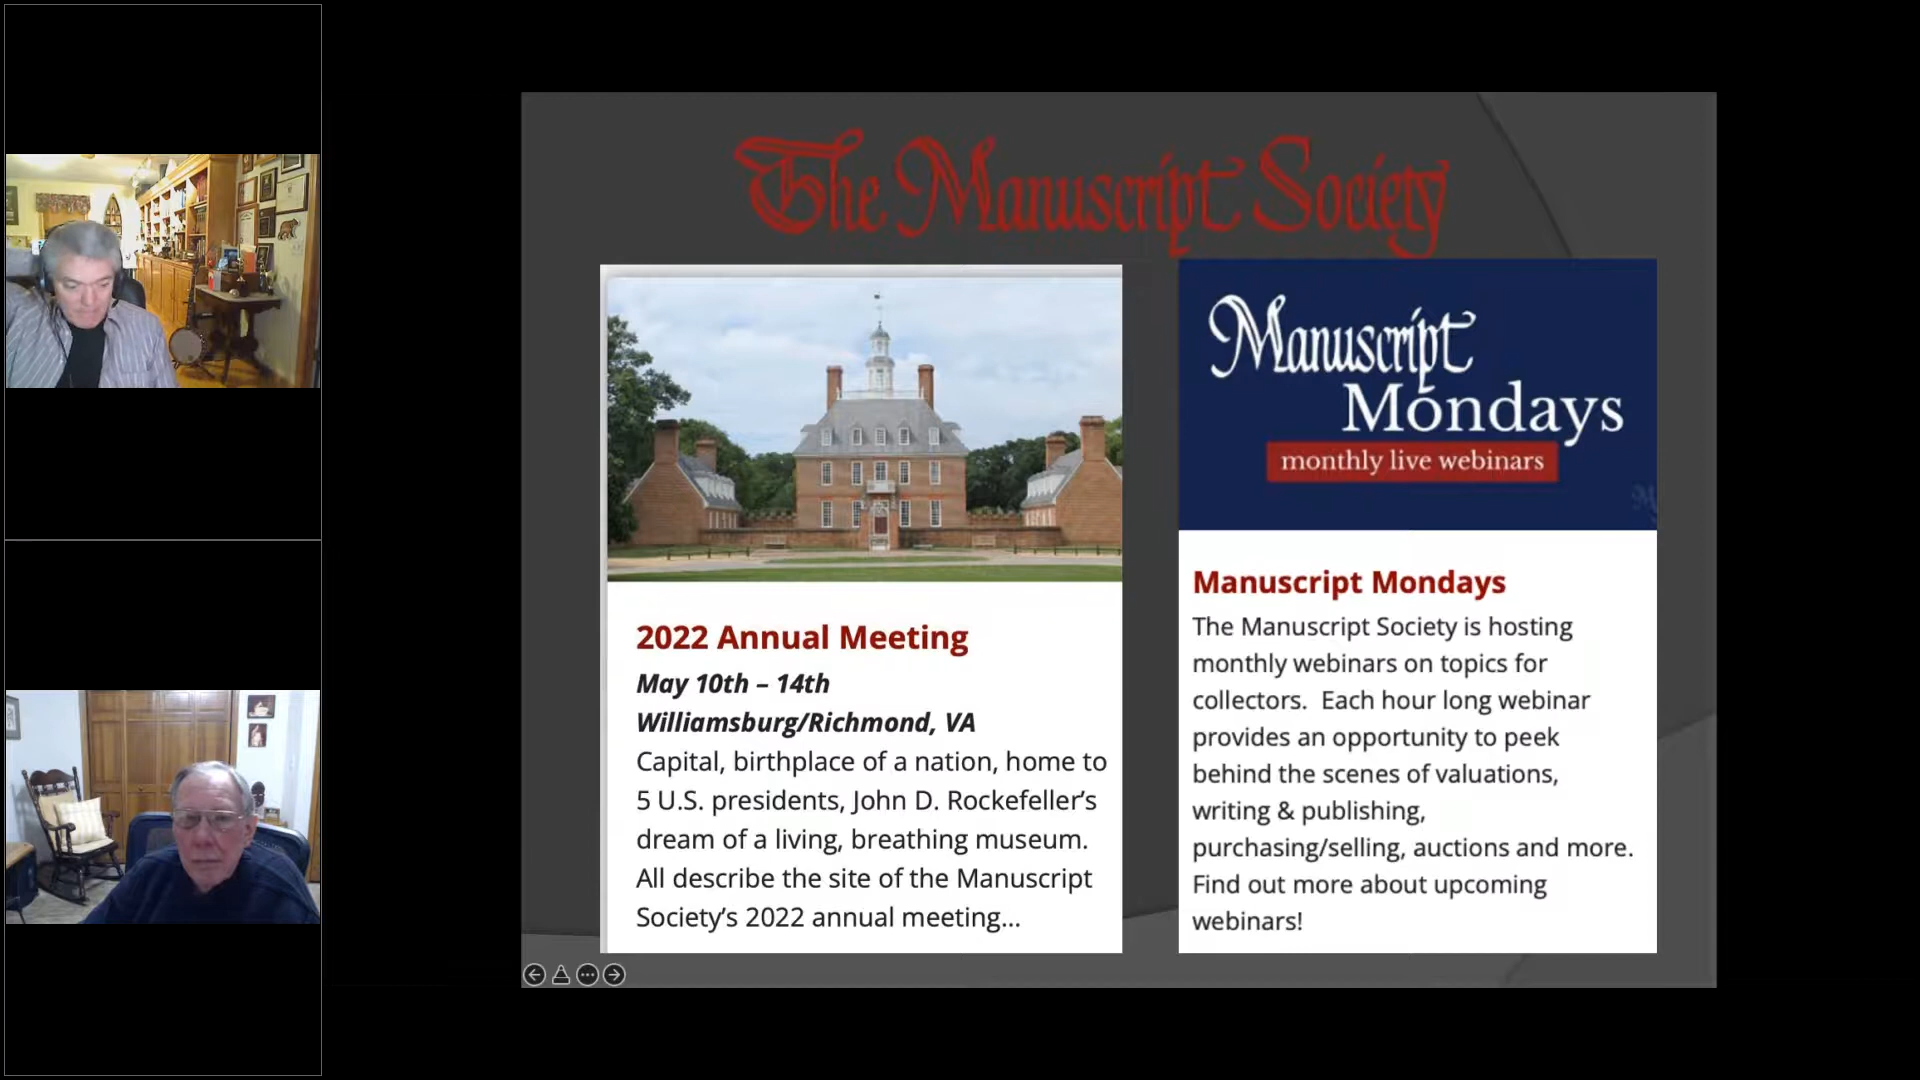 The Manuscript Society
2022 Annual Meeting
May 10th – 14th
Williamsburg/Richmond, VA
Capital, birthplace of a nation, home to
5 U.S. presidents, John D. Rockefeller’s
dream of a living, breathing museum.
All describe the site of the Manuscript
Society’s 2022 annual meeting...
Manuscript
Mondays
monthly live webinars
Manuscript Mondays
The Manuscript Society is hosting
monthly webinars on topics for
collectors.  Each hour long webinar
provides an opportunity to peek
behind the scenes of valuations,
writing & publishing,
purchasing/selling, auctions and more.
Find out more about upcoming
webinars!